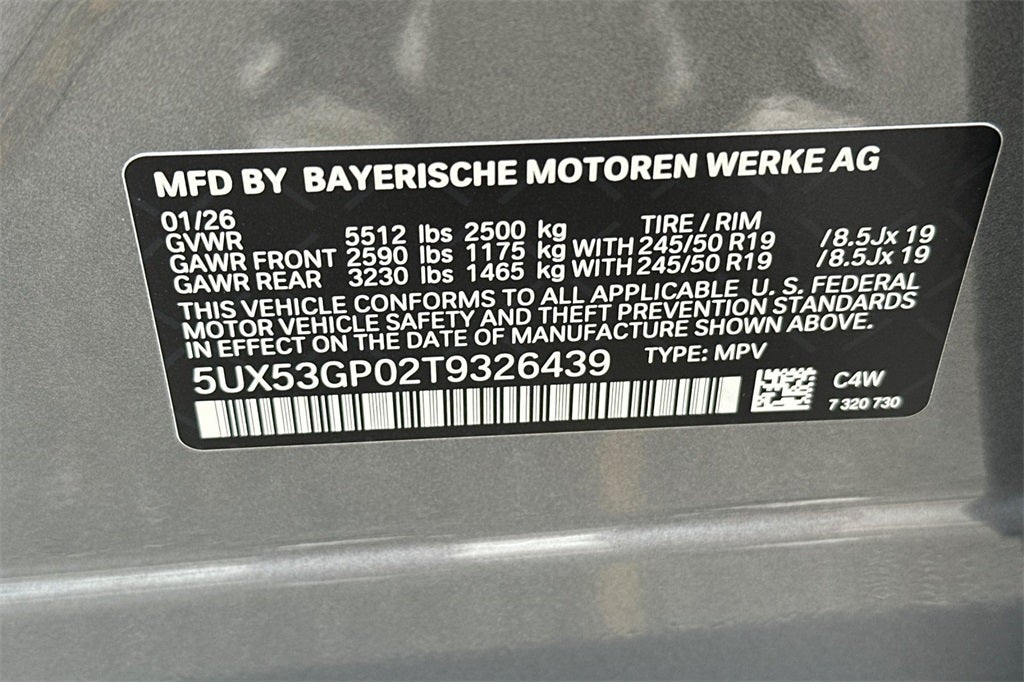 MFD BY BAYERISCHE MOTOREN WERKE AG
01/26 TIRE / RIM
GVWR 5512 lbs 2500 kg
GAWR FRONT 2590 lbs 1175 kg WITH 245/50 R19 /8.5Jx 19
GAWR REAR 3230 lbs 1465 kg WITH 245/50 R19 /8.5Jx 19
THIS VEHICLE CONFORMS TO ALL APPLICABLE U. S. FEDERAL
MOTOR VEHICLE SAFETY AND THEFT PREVENTION STANDARDS
IN EFFECT ON THE DATE OF MANUFACTURE SHOWN ABOVE.
5UX53GP02T9326439 TYPE: MPV
C4W
7 320 730